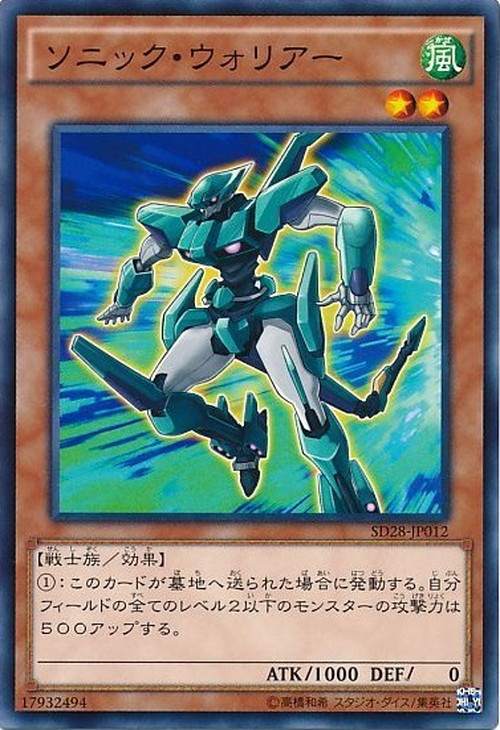 ソニック・ウォリアー
風
SD28-JP012
【戦士族／効果】
①：このカードが墓地へ送られた場合に発動する。自分
フィールドの全てのレベル２以下のモンスターの攻撃力は
５００アップする。
ATK/1000 DEF/ 0
17932494 ©高橋和希 スタジオ・ダイス/集英社